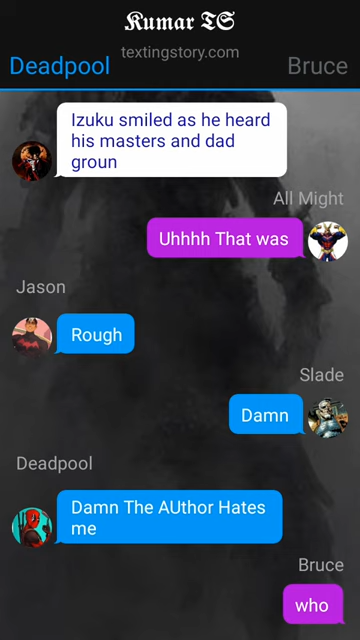 Kumar TS
textingstory.com
Deadpool
Bruce
Izuku smiled as he heard
his masters and dad
groun
All Might
Uhhhh That was
Jason
Rough
Slade
Damn
Deadpool
Damn The AUthor Hates
me
Bruce
who